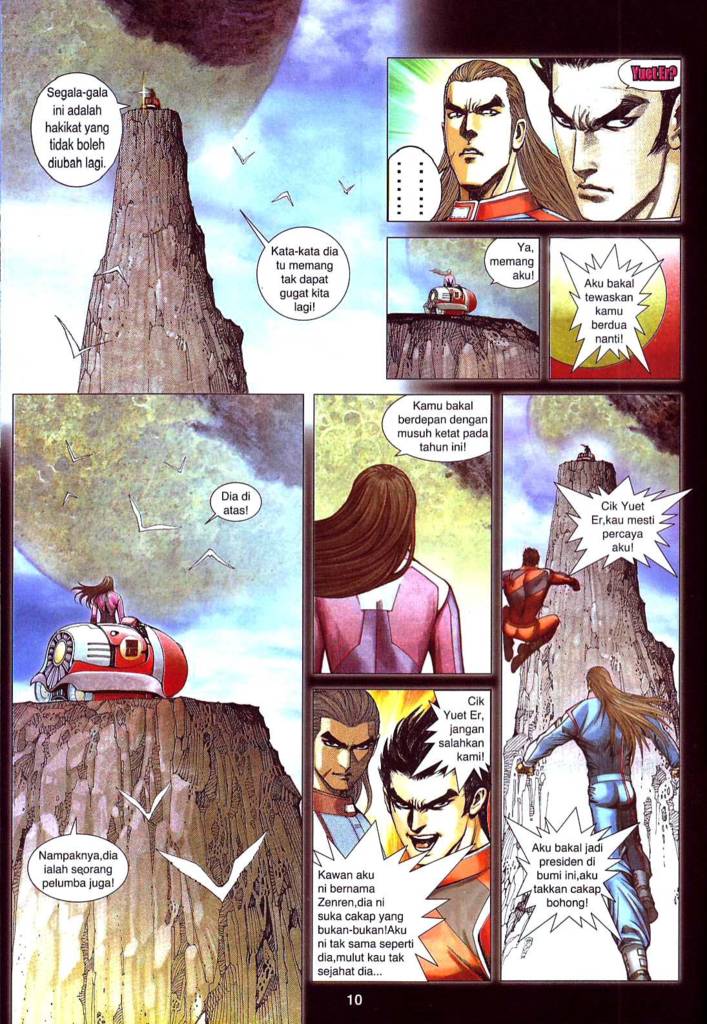 Segala-gala
ini adalah
hakikat yang
tidak boleh
diubah lagi.
Kata-kata dia
tu memang
tak dapat
gugat kita
lagi!
Yuet Er?
Ya,
memang
aku!
Aku bakal
tewaskan
kamu
berdua
nanti!
Dia di
atas!
Nampaknya,dia
ialah seorang
pelumba juga!
Kamu bakal
berdepan dengan
musuh ketat pada
tahun ini!
Cik
Yuet Er,
jangan
salahkan
kami!
Kawan aku
ni bernama
Zenren,dia ni
suka cakap yang
bukan-bukan!Aku
ni tak sama seperti
dia,mulut kau tak
sejahat dia...
Cik Yuet
Er,kau mesti
percaya
aku!
Aku bakal jadi
presiden di
bumi ini,aku
takkan cakap
bohong!
10